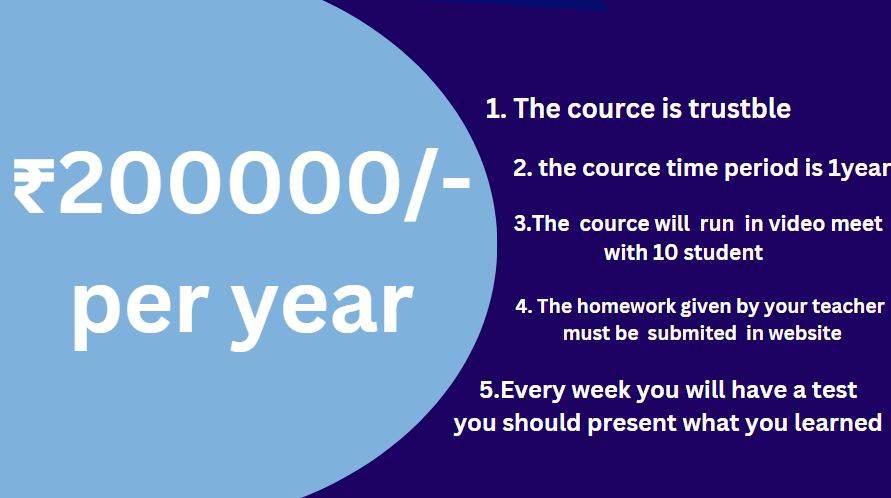 ₹200000/-
per year
1. The cource is trustble
2. the cource time period is 1year
3.The cource will run in video meet
with 10 student
4. The homework given by your teacher
must be submited in website
5.Every week you will have a test
you should present what you learned